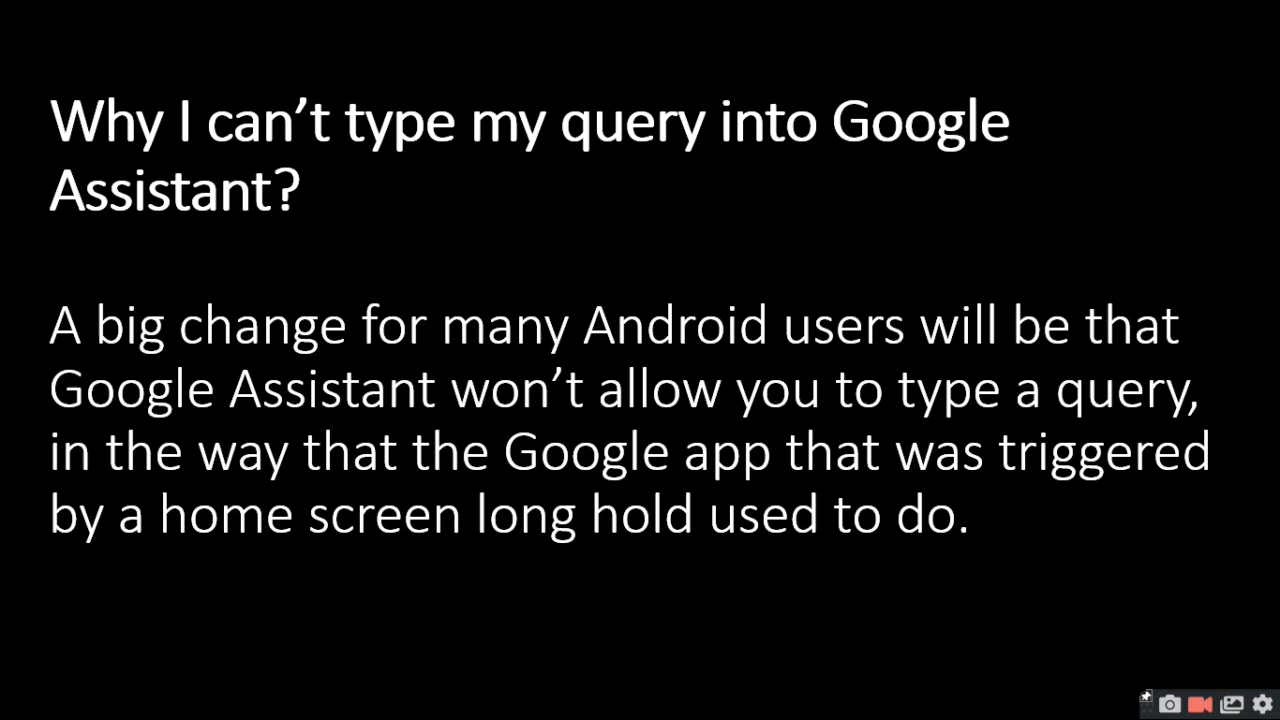 Why I can’t type my query into Google
Assistant?
A big change for many Android users will be that
Google Assistant won’t allow you to type a query,
in the way that the Google app that was triggered
by a home screen long hold used to do.